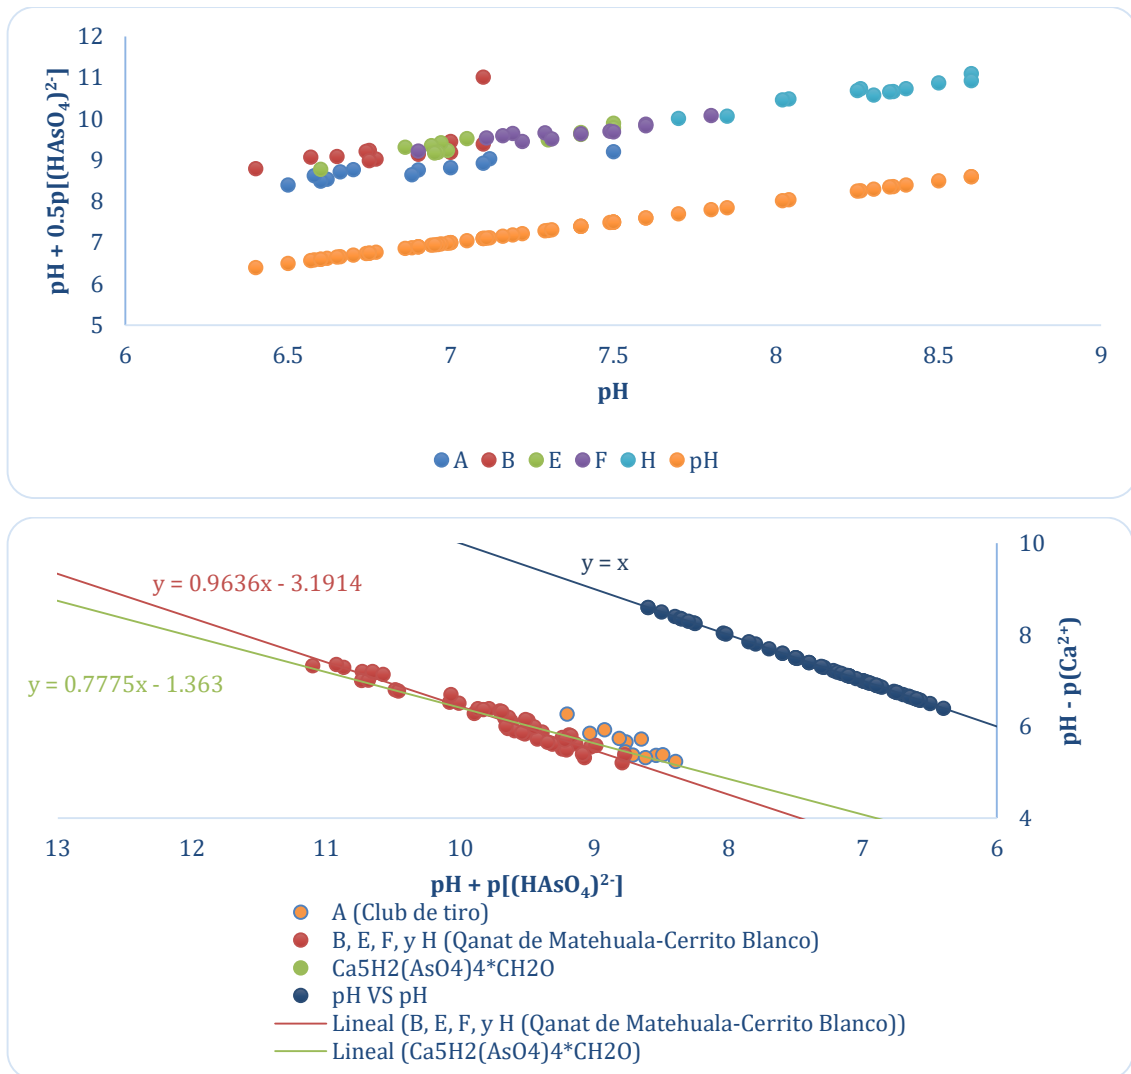 12
11
10
9
8
7
6
5
pH + 0.5p[(HAsO4)2-]
6 6.5 7 7.5 8 8.5 9
pH
A B E F H pH
10
8
6
4
pH - p(Ca2+)
y = x
y = 0.9636x - 3.1914
y = 0.7775x - 1.363
13 12 11 10 9 8 7 6
pH + p[(HAsO4)2-]
A (Club de tiro)
B, E, F, y H (Qanat de Matehuala-Cerrito Blanco)
Ca5H2(AsO4)4*CH2O
pH VS pH
Lineal (B, E, F, y H (Qanat de Matehuala-Cerrito Blanco))
Lineal (Ca5H2(AsO4)4*CH2O)